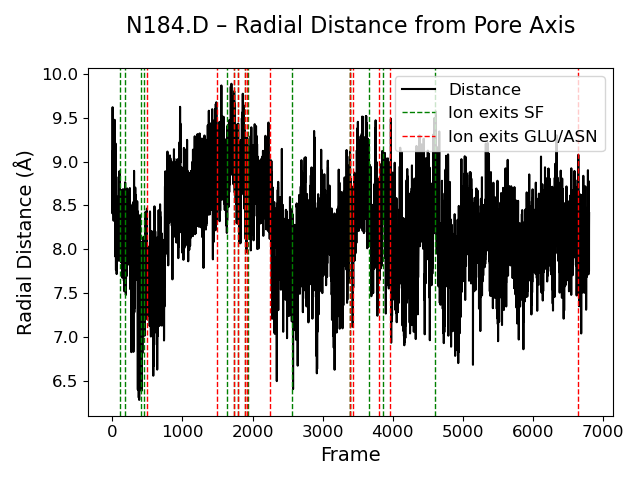 N184.D – Radial Distance from Pore Axis
Distance
Ion exits SF
Ion exits GLU/ASN
Radial Distance (Å)
10.0
9.5
9.0
8.5
8.0
7.5
7.0
6.5
0 1000 2000 3000 4000 5000 6000 7000
Frame